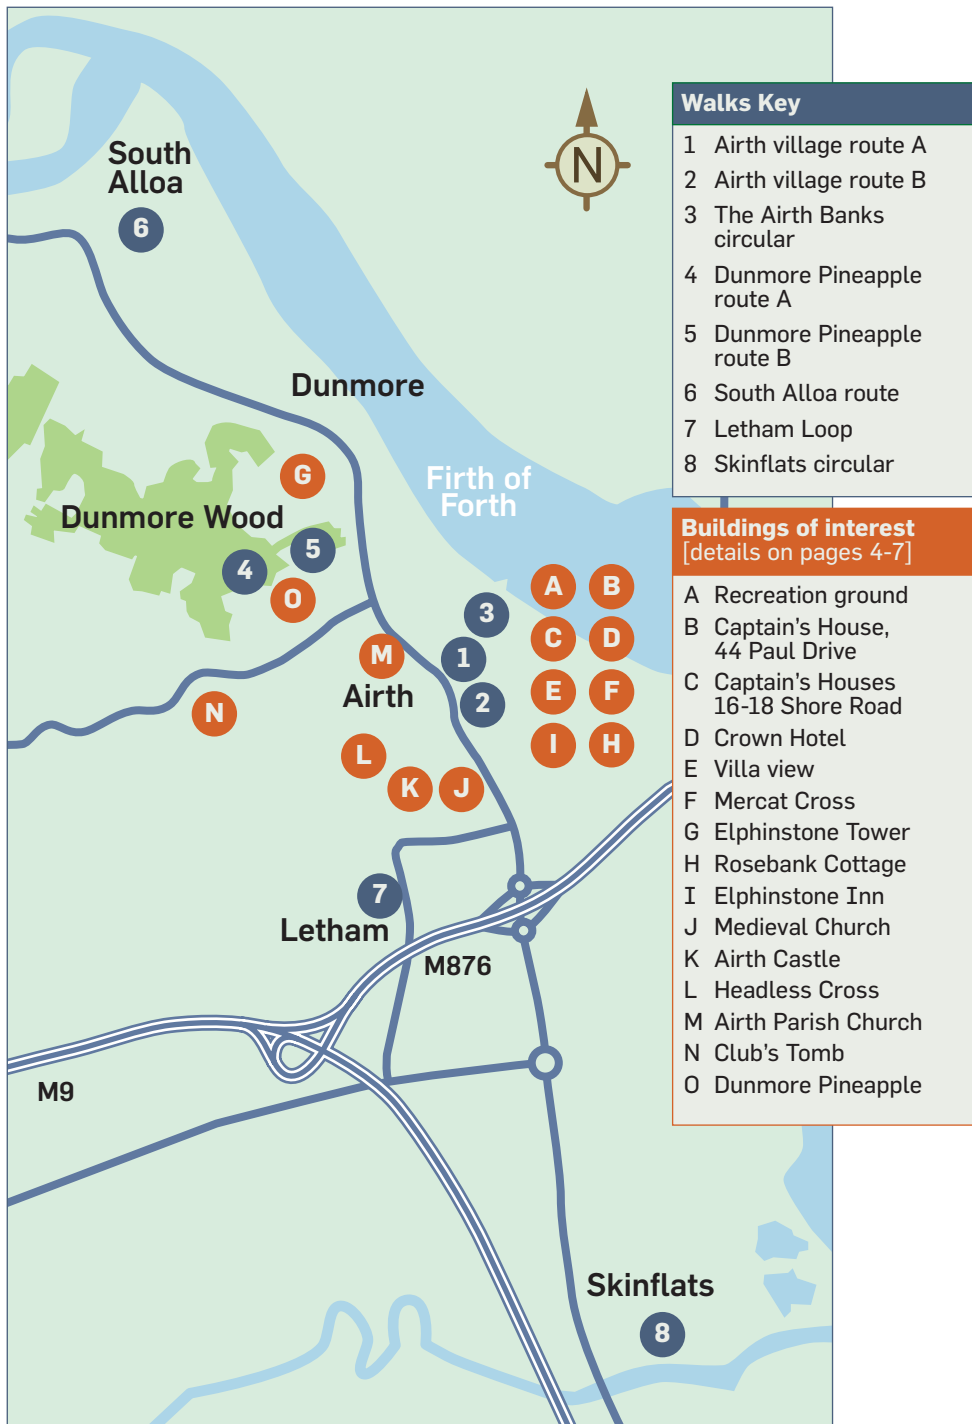 South
Alloa
6
N
Dunmore
G
Firth of
Forth
Dunmore Wood
5
4
O
3
A
B
M
1
C
D
Airth
2
E
F
N
L
I
H
K
J
7
Letham
M876
M9
Skinflats
8
Walks Key
1 Airth village route A
2 Airth village route B
3 The Airth Banks
circular
4 Dunmore Pineapple
route A
5 Dunmore Pineapple
route B
6 South Alloa route
7 Letham Loop
8 Skinflats circular
Buildings of interest
[details on pages 4-7]
A Recreation ground
B Captain's House,
44 Paul Drive
C Captain's Houses
16-18 Shore Road
D Crown Hotel
E Villa view
F Mercat Cross
G Elphinstone Tower
H Rosebank Cottage
I Elphinstone Inn
J Medieval Church
K Airth Castle
L Headless Cross
M Airth Parish Church
N Club's Tomb
O Dunmore Pineapple